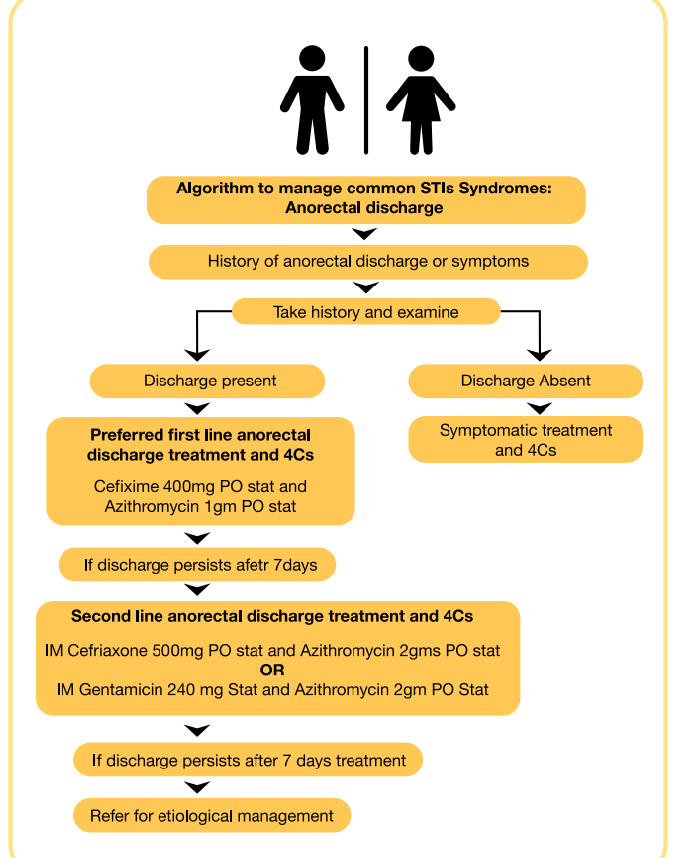 Algorithm to manage common STIs Syndromes:
Anorectal discharge
History of anorectal discharge or symptoms
Take history and examine
Discharge present
Discharge Absent
Preferred first line anorectal
discharge treatment and 4Cs
Cefixime 400mg PO stat and
Azithromycin 1gm PO stat
Symptomatic treatment
and 4Cs
If discharge persists afetr 7days
Second line anorectal discharge treatment and 4Cs
IM Cefriaxone 500mg PO stat and Azithromycin 2gms PO stat
OR
IM Gentamicin 240 mg Stat and Azithromycin 2gm PO Stat
If discharge persists after 7 days treatment
Refer for etiological management